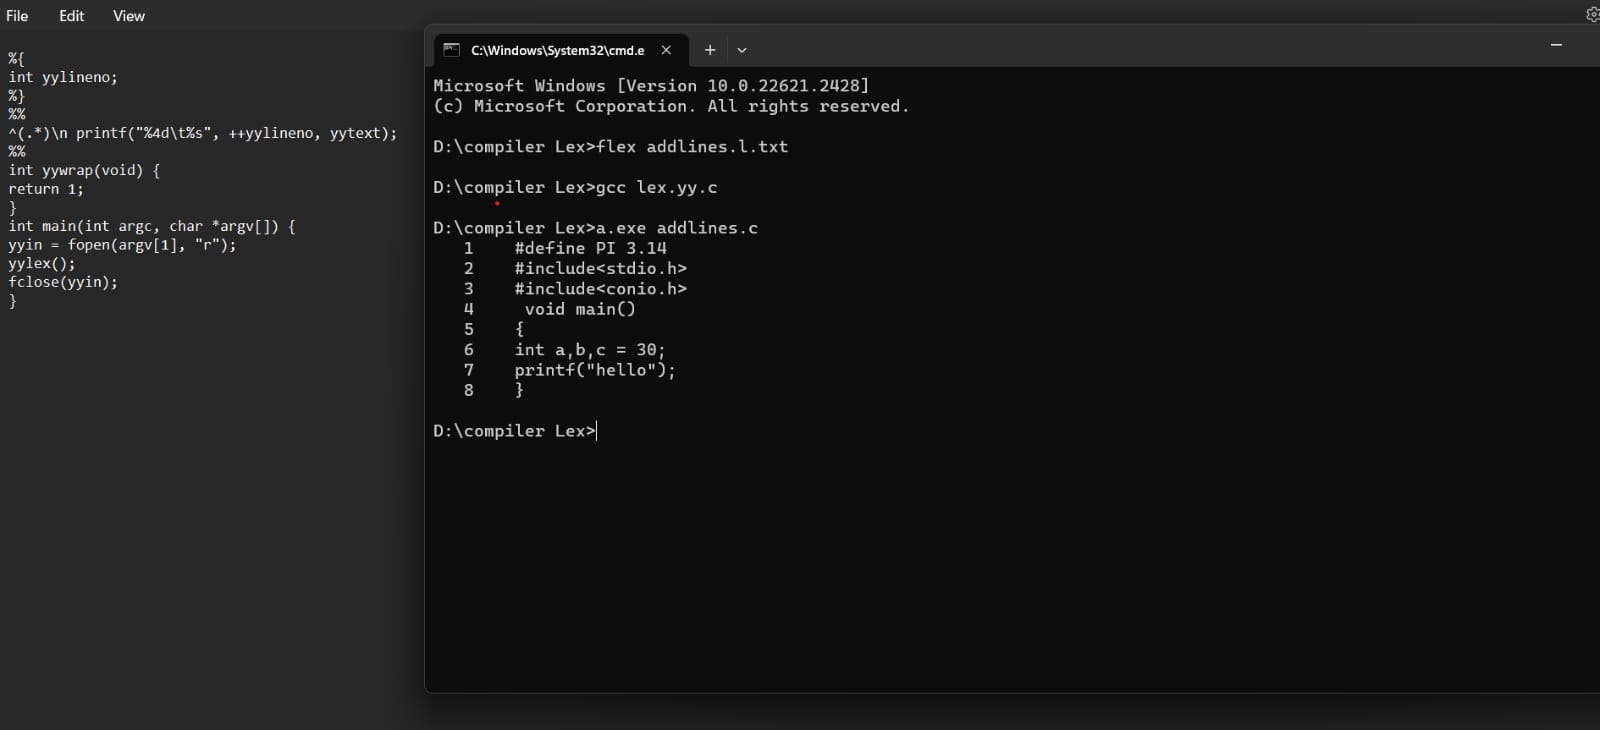 File Edit View
%{
int yylineno;
%}
%%
^(.*)\n printf("%4d\t%s", ++yylineno, yytext);
%%
int yywrap(void) {
return 1;
}
int main(int argc, char *argv[]) {
yyin = fopen(argv[1], "r");
yylex();
fclose(yyin);
}
C:\Windows\System32\cmd.e
Microsoft Windows [Version 10.0.22621.2428]
(c) Microsoft Corporation. All rights reserved.
D:\compiler Lex>flex addlines.l.txt
D:\compiler Lex>gcc lex.yy.c
D:\compiler Lex>a.exe addlines.c
1 #define PI 3.14
2 #include<stdio.h>
3 #include<conio.h>
4 void main()
5 {
6 int a,b,c = 30;
7 printf("hello");
8 }
D:\compiler Lex>